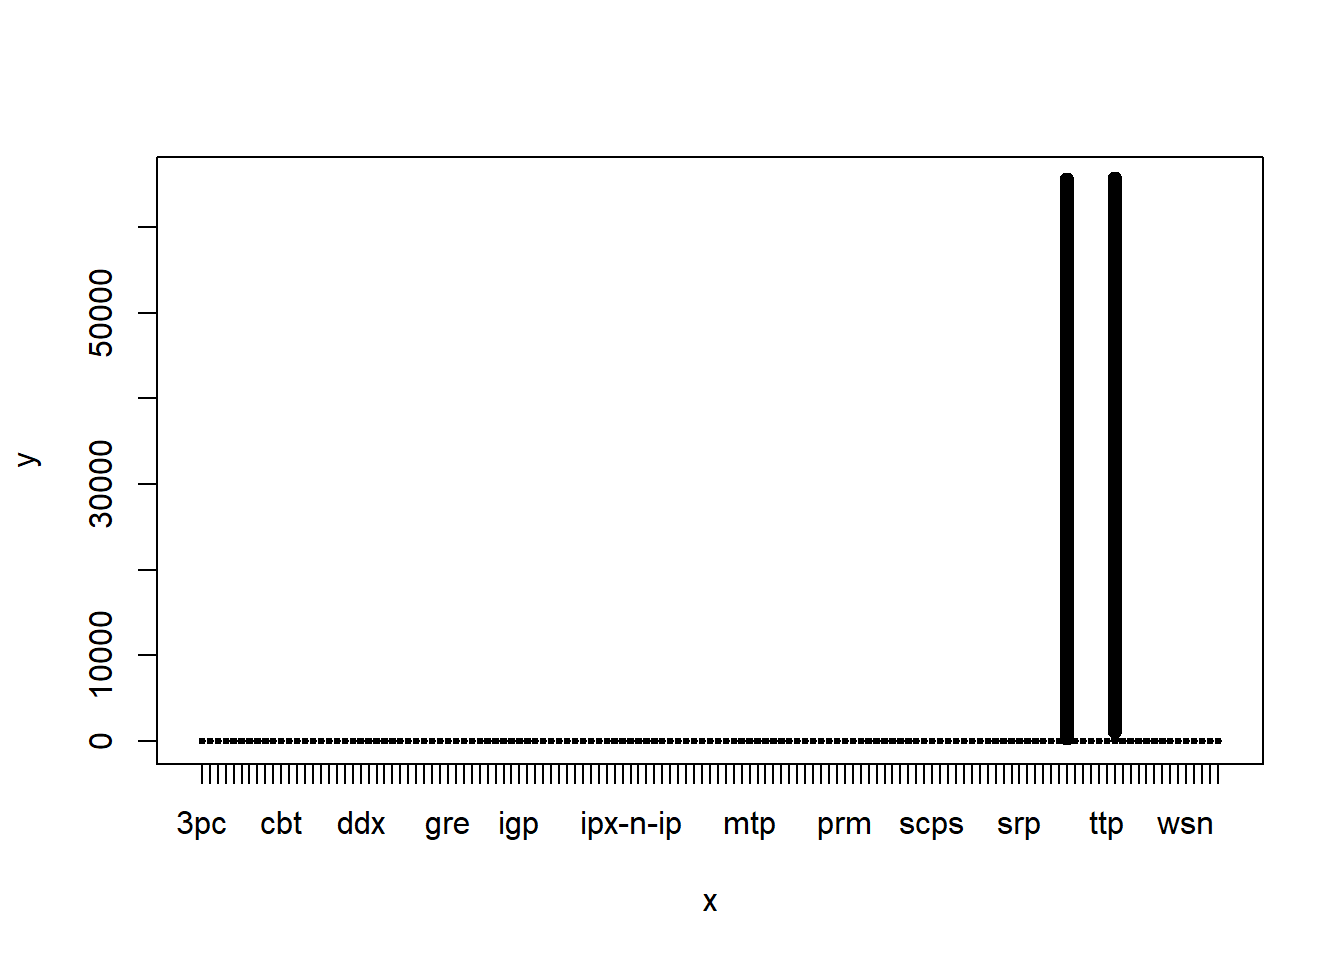 50000
30000
10000
0
y
3pc cbt ddx gre igp ipx-n-ip mtp prm scps srp ttp wsn
x